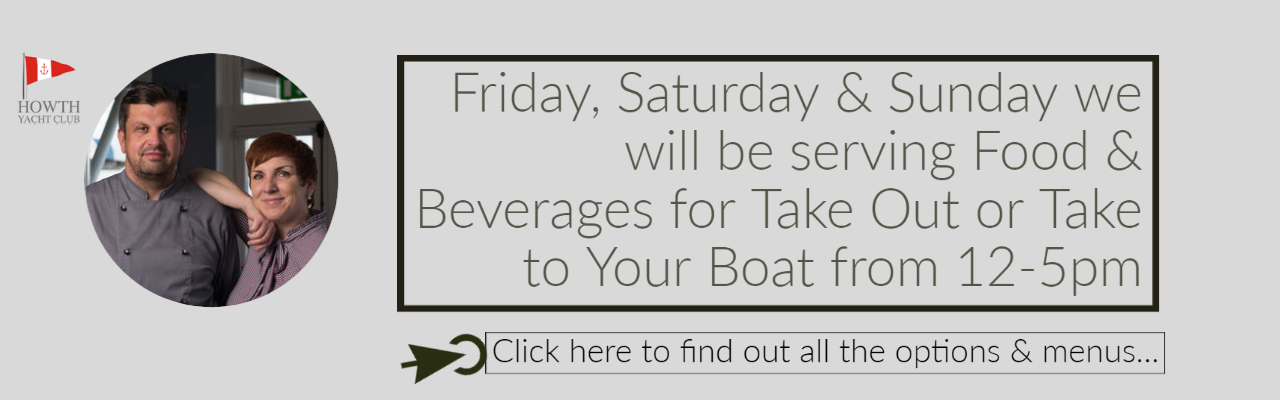 HOWTH
YACHT CLUB
Friday, Saturday & Sunday we
will be serving Food &
Beverages for Take Out or Take
to Your Boat from 12-5pm
Click here to find out all the options & menus...